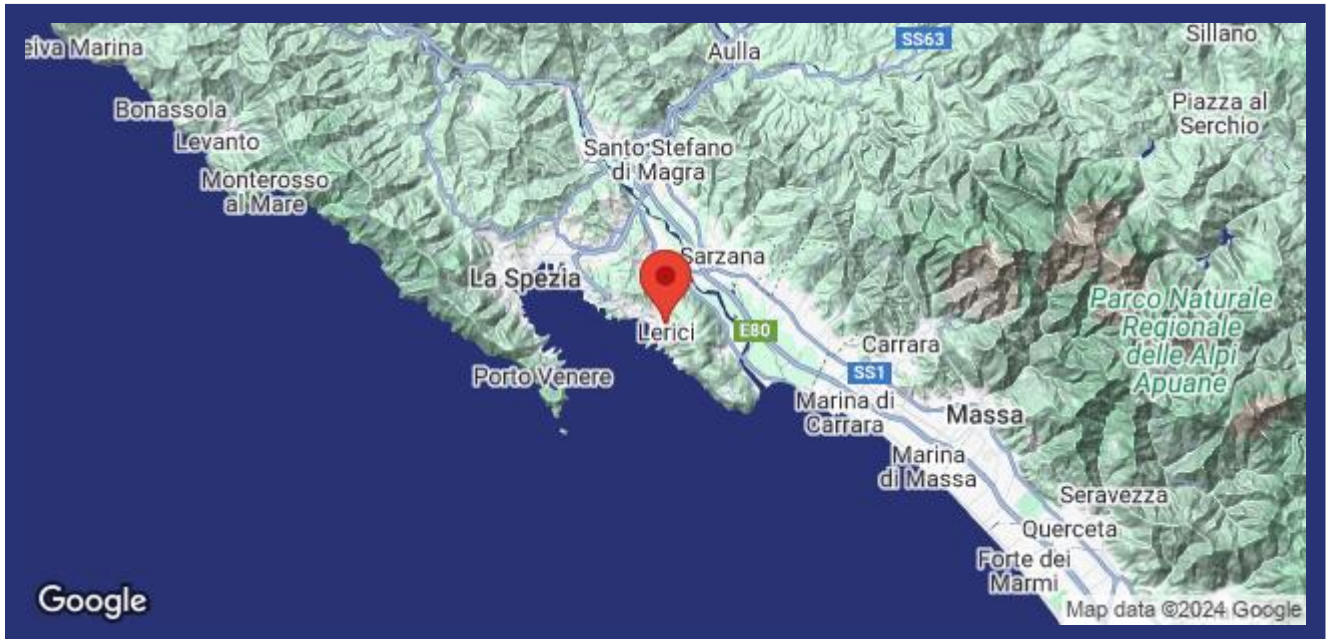 eiva Marina
SS63
Sillano
Aulla
Bonassola
Piazza al
Serchio
Levanto
Santo Stefano
di Magra
Monterosso
al Mare
Sarzana
La Spezia
Parco Naturale
Regionale
delle Alpi
Apuane
Lerici
E80
Carrara
SS1
Porto Venere
Marina di
Carrara
Massa
Marina
di Massa
Seravezza
Querceta
Forte dei
Marmi
Google
Map data ©2024 Google